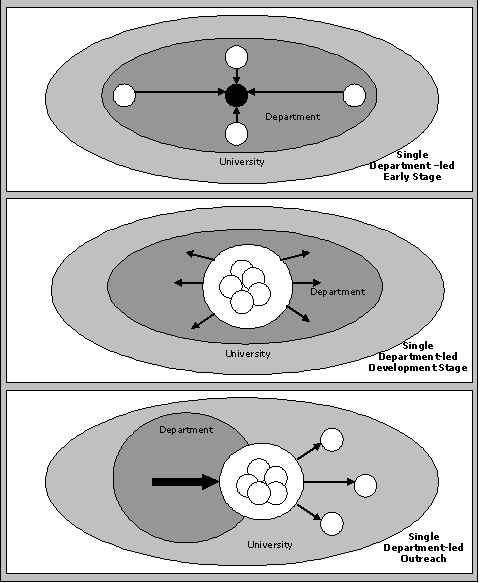 Department
University
Single
Department –led
Early Stage
Department
University
Single
Department-led
Development Stage
Department
University
Single
Department-led
Outreach